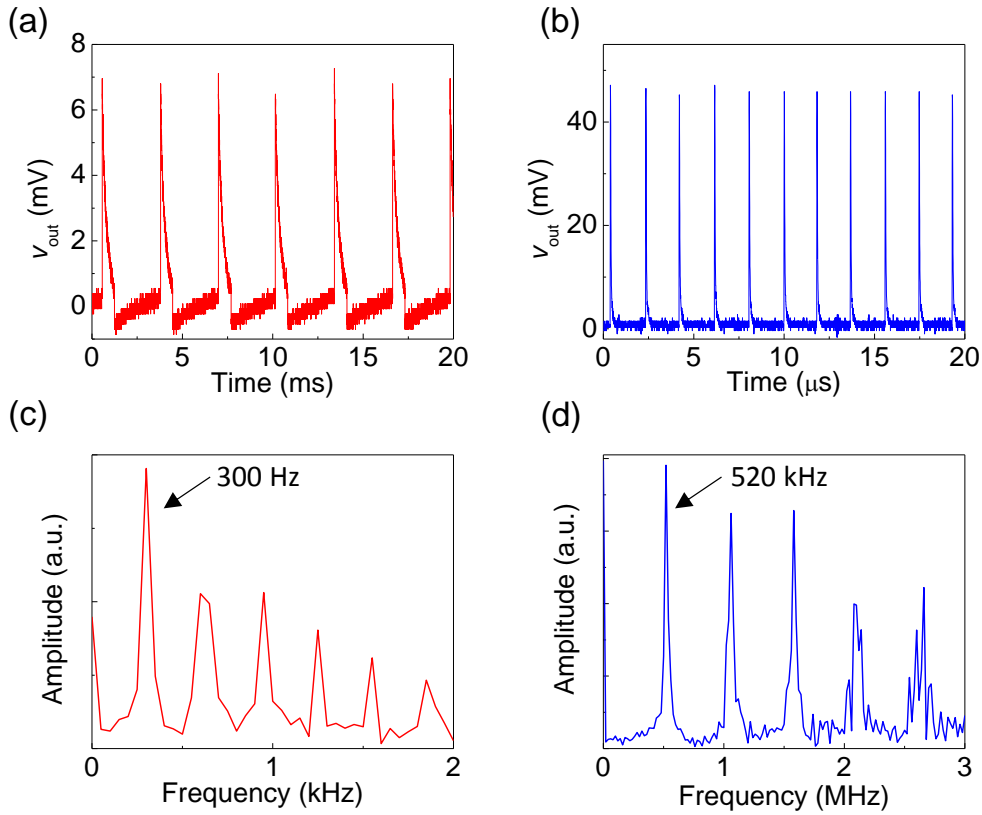 (a)
8
6
4
2
0
v_out (mV)
0 5 10 15 20
Time (ms)
(b)
40
20
0
v_out (mV)
0 5 10 15 20
Time (μs)
(c)
300 Hz
Amplitude (a.u.)
0 1 2
Frequency (kHz)
(d)
520 kHz
Amplitude (a.u.)
0 1 2 3
Frequency (MHz)